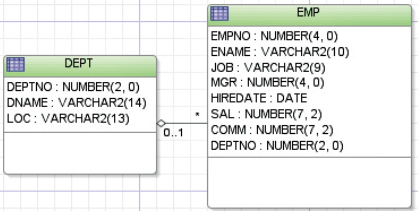 DEPT
DEPTNO : NUMBER(2, 0)
DNAME : VARCHAR2(14)
LOC : VARCHAR2(13)
0..1
*
EMP
EMPNO : NUMBER(4, 0)
ENAME : VARCHAR2(10)
JOB : VARCHAR2(9)
MGR : NUMBER(4, 0)
HIREDATE : DATE
SAL : NUMBER(7, 2)
COMM : NUMBER(7, 2)
DEPTNO : NUMBER(2, 0)